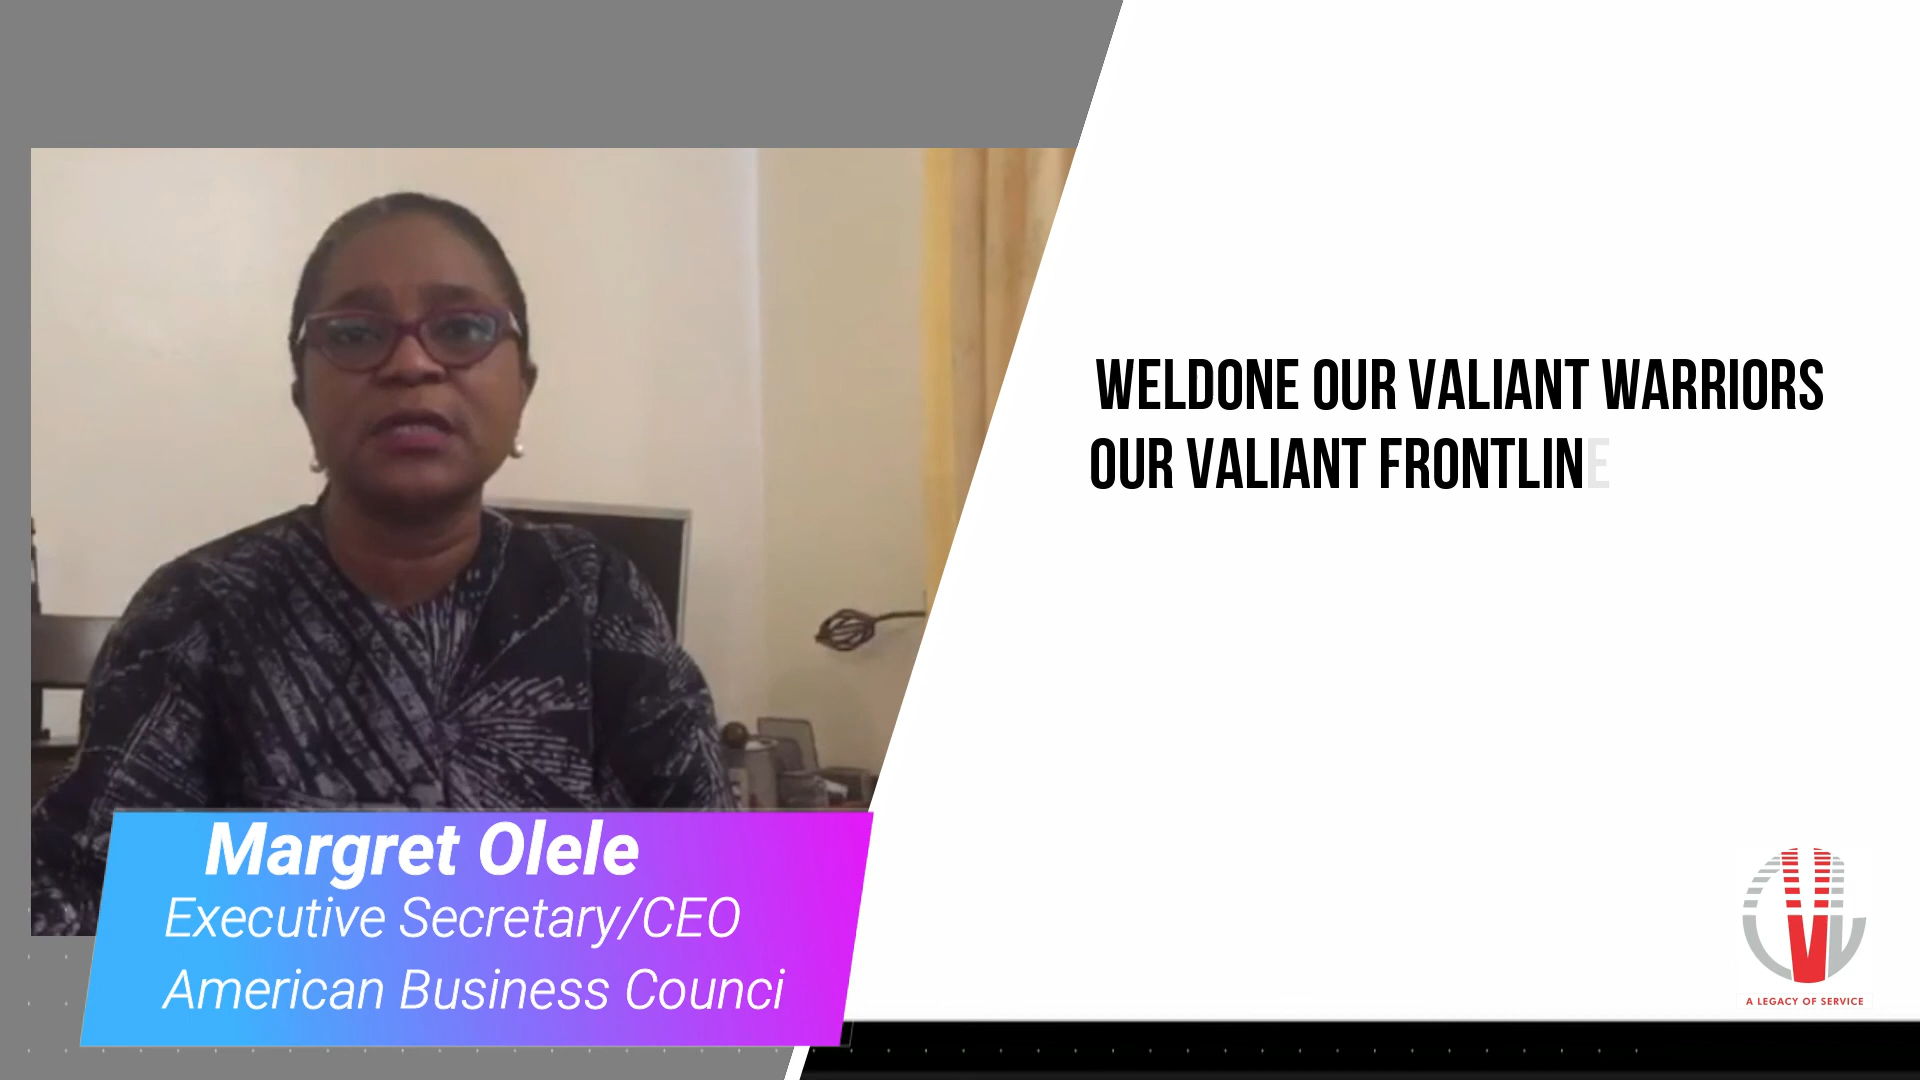 WELDONE OUR VALIANT WARRIORS
OUR VALIANT FRONTLINE
Margret Olele
Executive Secretary/CEO
American Business Counci
A LEGACY OF SERVICE